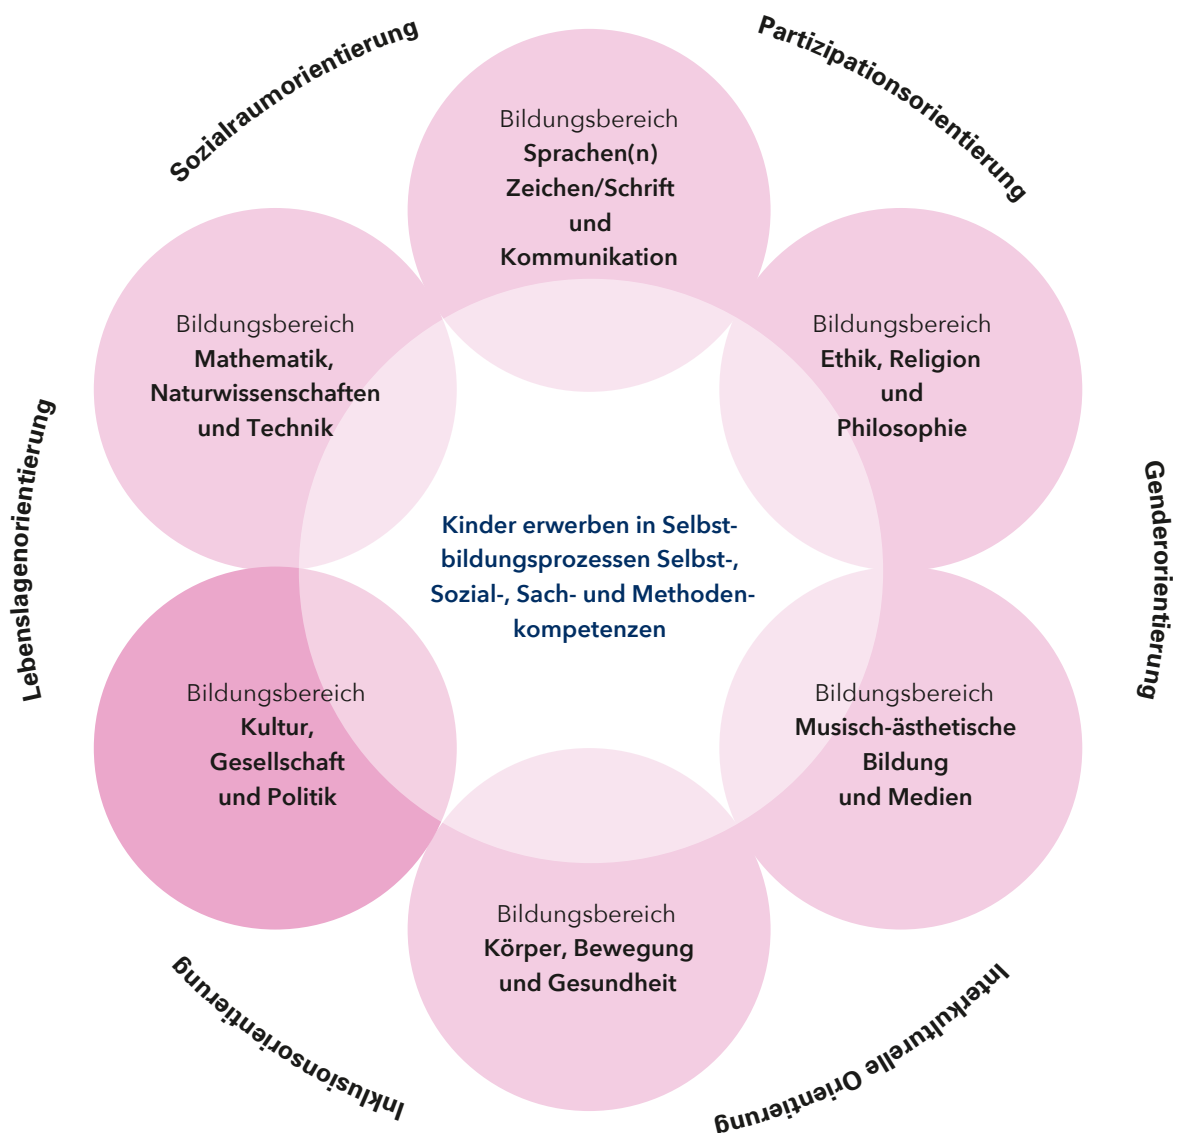 Sozialraumorientierung
Partizipationsorientierung
Bildungsbereich
Sprachen(n)
Zeichen/Schrift
und
Kommunikation
Bildungsbereich
Mathematik,
Naturwissenschaften
und Technik
Bildungsbereich
Ethik, Religion
und
Philosophie
Lebenslagenorientierung
Genderorientierung
Kinder erwerben in Selbst-
bildungsprozessen Selbst-,
Sozial-, Sach- und Methoden-
kompetenzen
Bildungsbereich
Kultur,
Gesellschaft
und Politik
Bildungsbereich
Musisch-ästhetische
Bildung
und Medien
Bildungsbereich
Körper, Bewegung
und Gesundheit
Inklusionsorientierung
Interkulturelle Orientierung